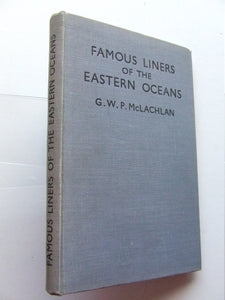 FAMOUS LINERS
OF THE
EASTERN OCEANS
G.W.P. McLACHLAN
FAMOUS LINERS OF THE EASTERN OCEANS